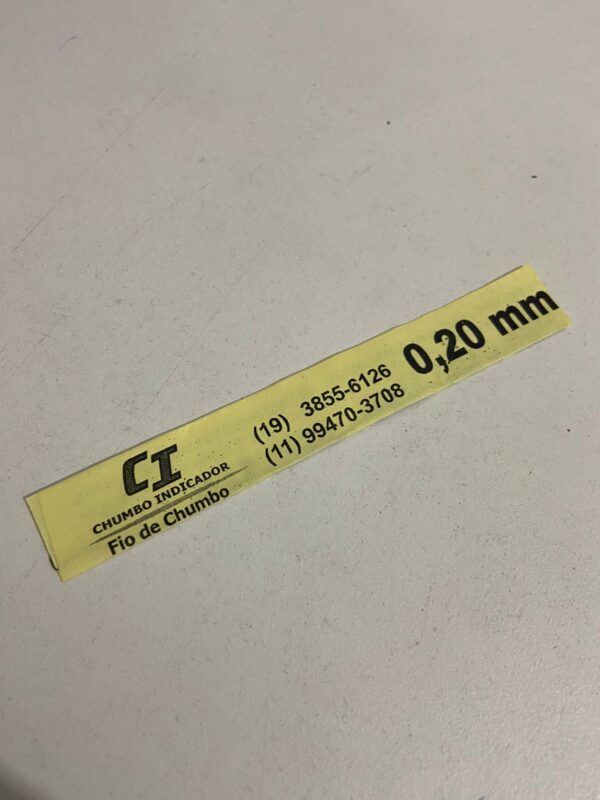 CI
CHUMBO INDICADOR
Fio de Chumbo
(19) 3855-6126
(11) 99470-3708
0,20 mm